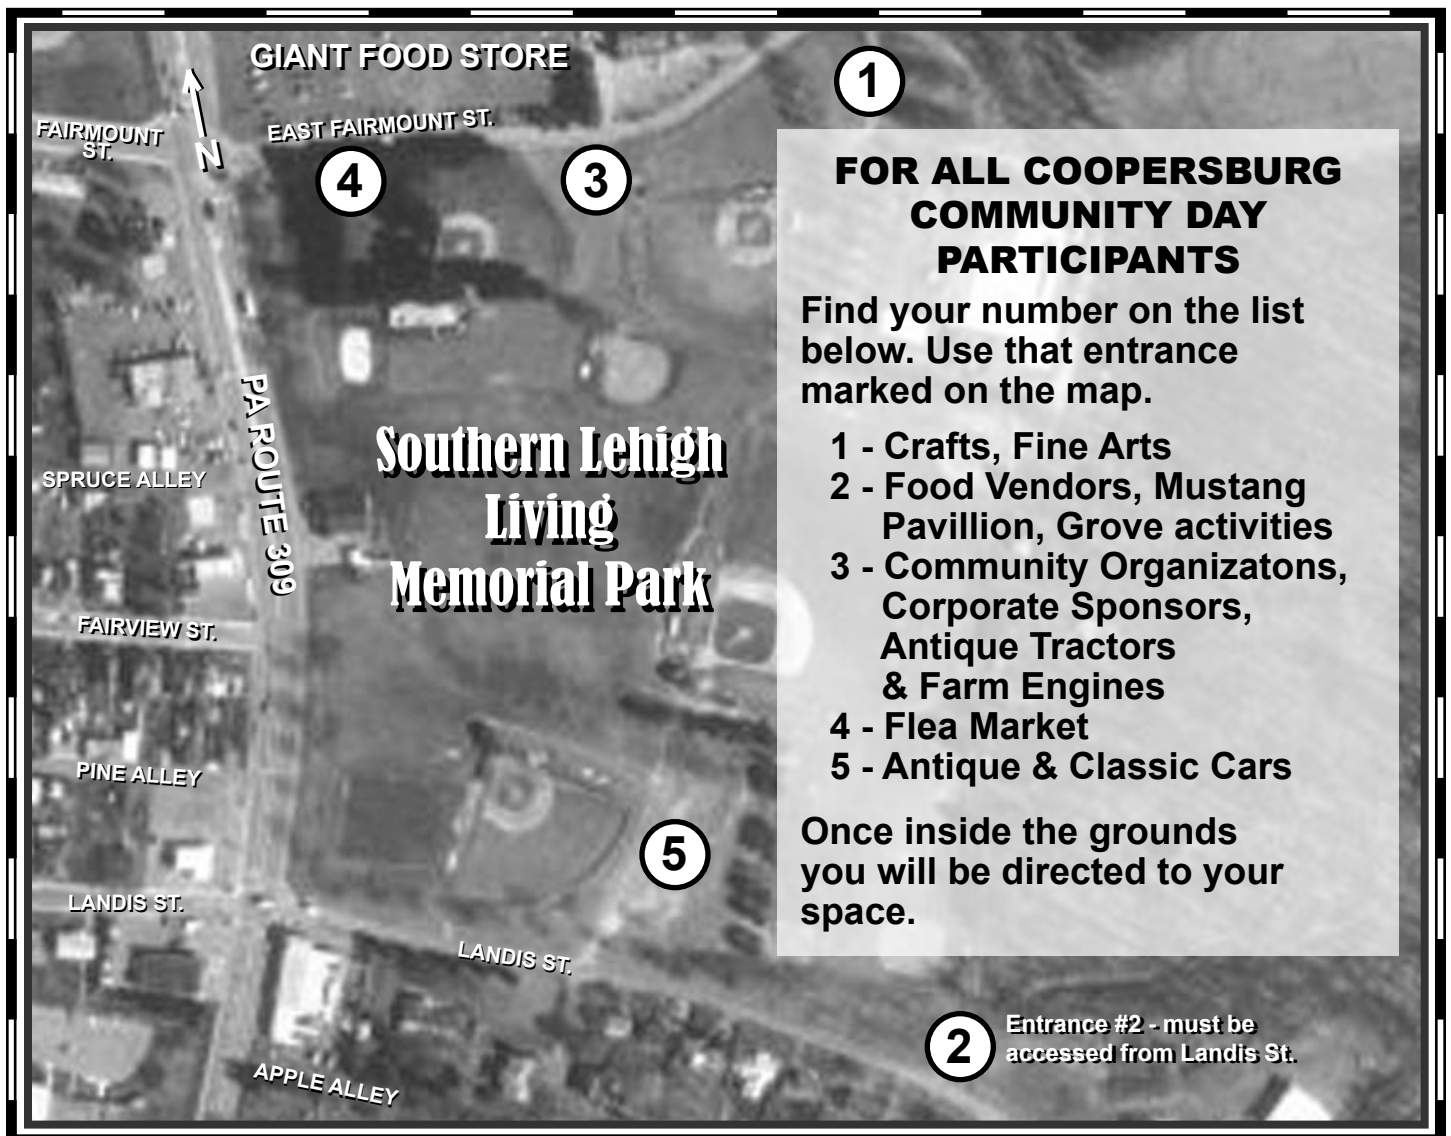 GIANT FOOD STORE
1
FAIRMOUNT
ST.
N
EAST FAIRMOUNT ST.
4
3
FOR ALL COOPERSBURG
COMMUNITY DAY
PARTICIPANTS
Find your number on the list
below. Use that entrance
marked on the map.
1 - Crafts, Fine Arts
2 - Food Vendors, Mustang
Pavillion, Grove activities
3 - Community Organizatons,
Corporate Sponsors,
Antique Tractors
& Farm Engines
4 - Flea Market
5 - Antique & Classic Cars
Once inside the grounds
you will be directed to your
space.
PA ROUTE 309
Southern Lehigh
Living
Memorial Park
SPRUCE ALLEY
FAIRVIEW ST.
PINE ALLEY
5
LANDIS ST.
LANDIS ST.
2
Entrance #2 - must be
accessed from Landis St.
APPLE ALLEY